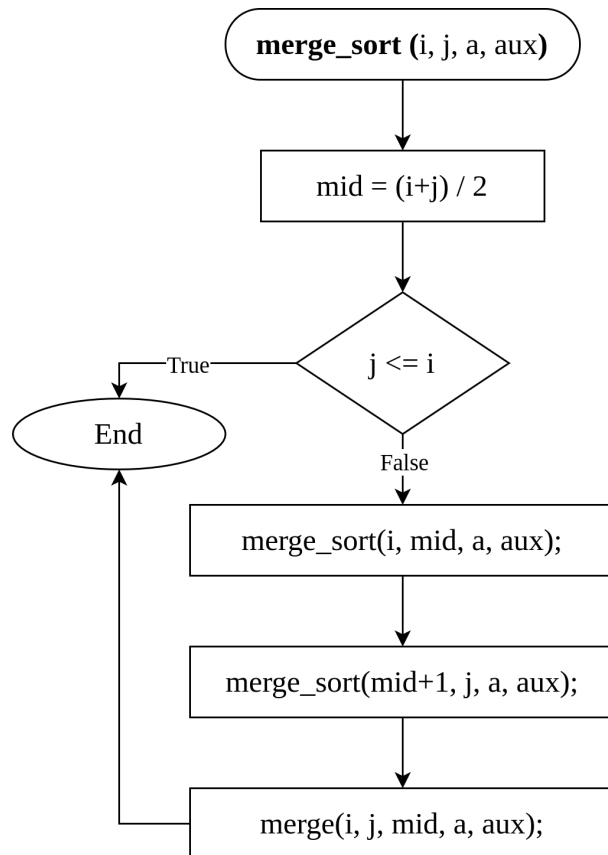 merge_sort (i, j, a, aux)
mid = (i+j) / 2
j <= i
True
End
False
merge_sort(i, mid, a, aux);
merge_sort(mid+1, j, a, aux);
merge(i, j, mid, a, aux);